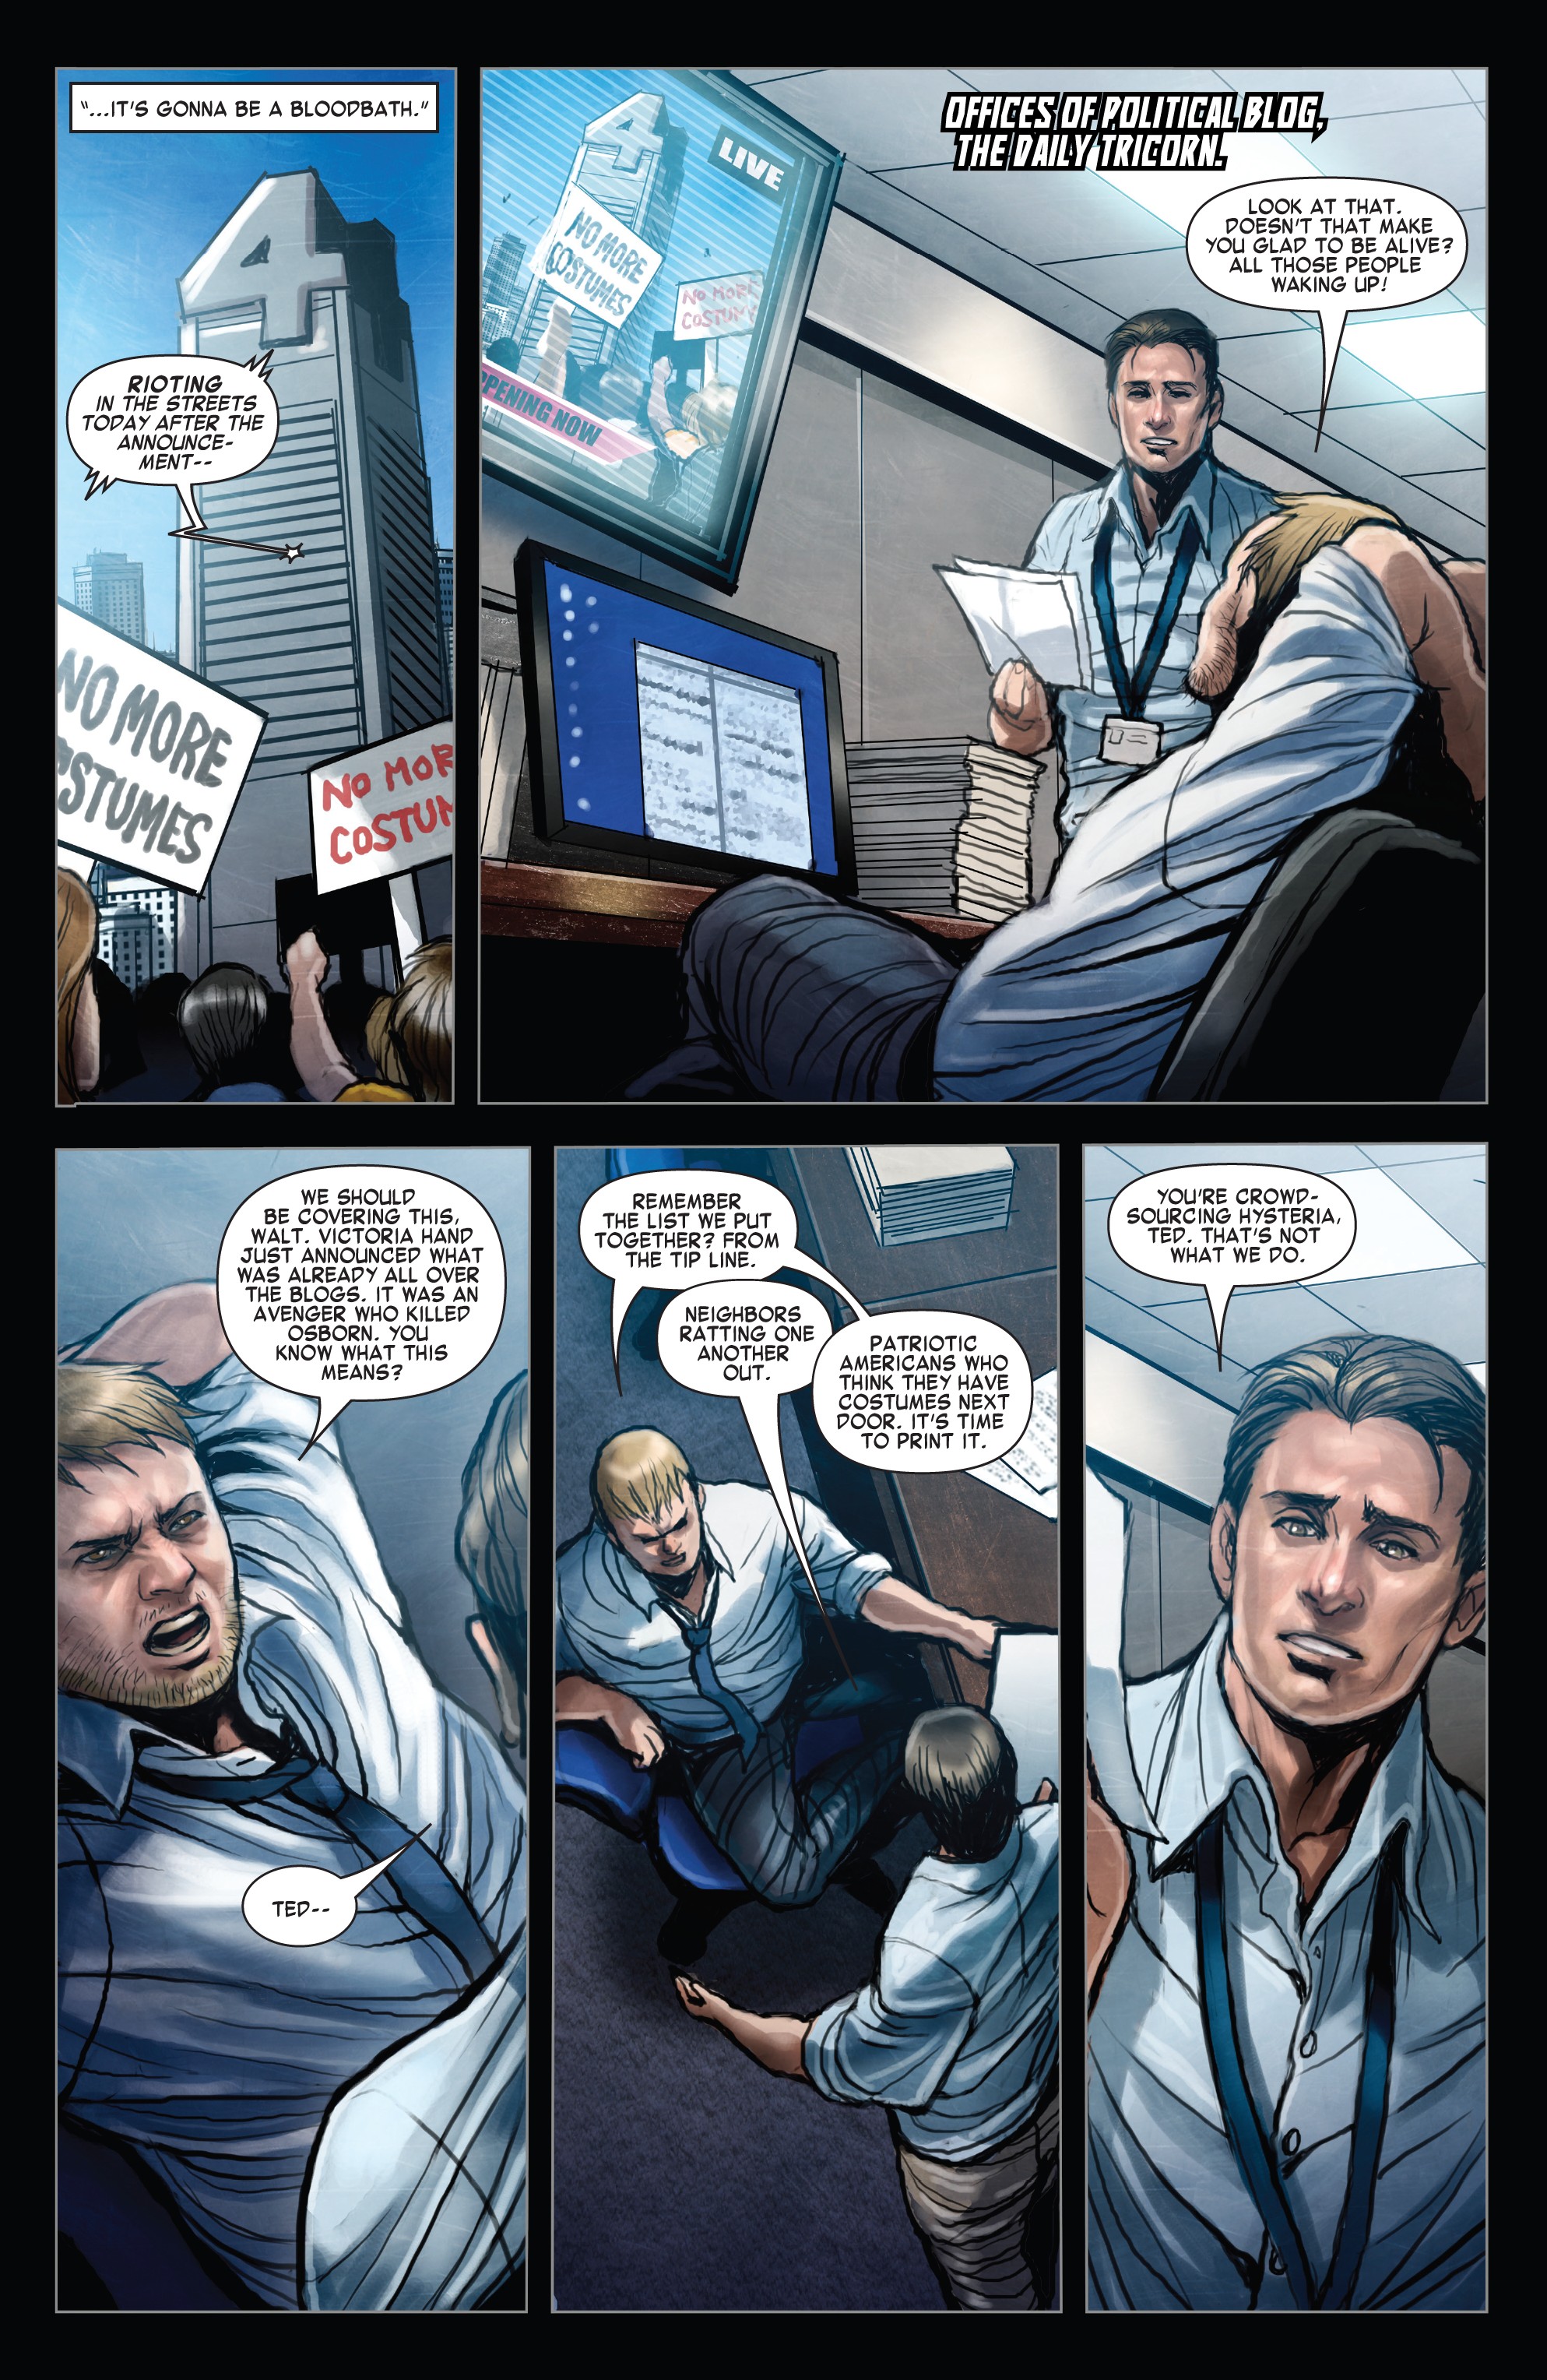 "...IT'S GONNA BE A BLOODBATH."
4
RIOTING
IN THE STREETS
TODAY AFTER THE
ANNOUNCE-
MENT--
NO MORE
OSTUMES
NO MOR
COSTUM
OFFICES OF POLITICAL BLOG,
THE DAILY TRICORN.
4
LIVE
NO MORE
COSTUMES
NO MORE
COSTUM
PPENING NOW
LOOK AT THAT.
DOESN'T THAT MAKE
YOU GLAD TO BE ALIVE?
ALL THOSE PEOPLE
WAKING UP!
WE SHOULD
BE COVERING THIS,
WALT. VICTORIA HAND
JUST ANNOUNCED WHAT
WAS ALREADY ALL OVER
THE BLOGS. IT WAS AN
AVENGER WHO KILLED
OSBORN. YOU
KNOW WHAT THIS
MEANS?
TED--
REMEMBER
THE LIST WE PUT
TOGETHER? FROM
THE TIP LINE.
NEIGHBORS
RATTING ONE
ANOTHER
OUT.
PATRIOTIC
AMERICANS WHO
THINK THEY HAVE
COSTUMES NEXT
DOOR. IT'S TIME
TO PRINT IT.
YOU'RE CROWD-
SOURCING HYSTERIA,
TED. THAT'S NOT
WHAT WE DO.